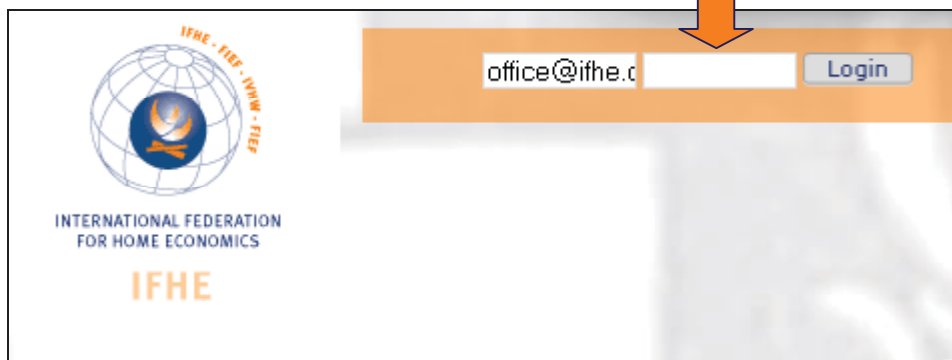 IFHE - FIEF - IVHW - FIEF
office@ifhe.c Login
INTERNATIONAL FEDERATION
FOR HOME ECONOMICS
IFHE